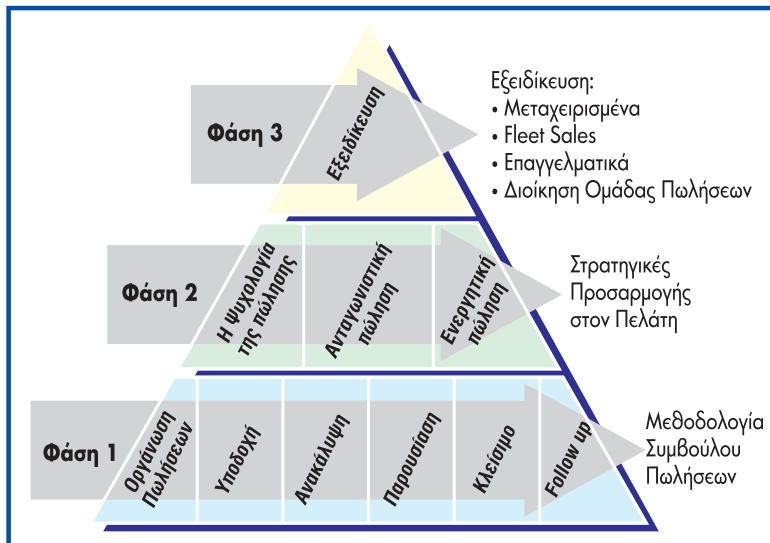 Φάση 3
Εξειδίκευση
Εξειδίκευση:
• Μεταχειρισμένα
• Fleet Sales
• Επαγγελματικά
• Διοίκηση Ομάδας Πωλήσεων
Φάση 2
Η Ψυχολογία
της πώλησης
Ανταγωνιστική
πώληση
Ενεργητική
πώληση
Στρατηγικές
Προσαρμογής
στον Πελάτη
Φάση 1
Οργάνωση
Πωλήσεων
Υποδοχή
Ανακάλυψη
Παρουσίαση
Κλείσιμο
Follow up
Μεθοδολογία
Συμβούλου
Πωλήσεων